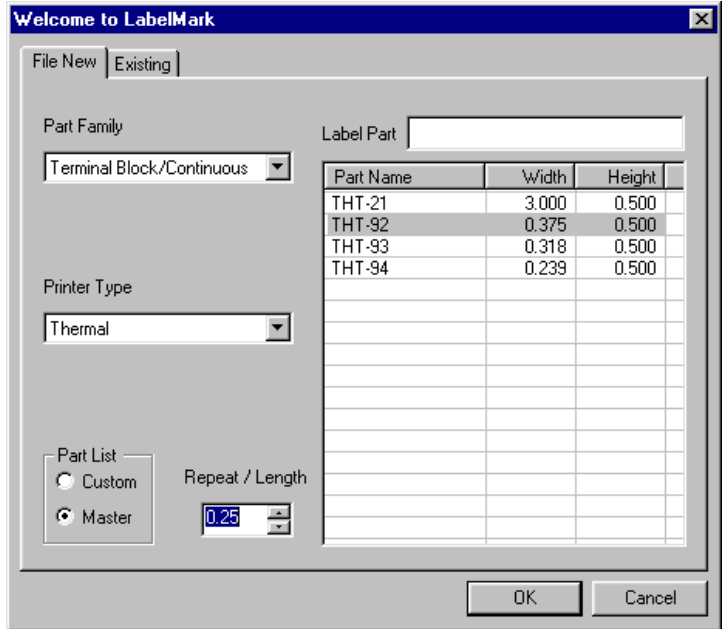 Welcome to LabelMark
File New Existing
Part Family
Terminal Block/Continuous
Label Part
Part Name Width Height
THT-21 3.000 0.500
THT-92 0.375 0.500
THT-93 0.318 0.500
THT-94 0.239 0.500
Printer Type
Thermal
Part List
Custom
Master
Repeat / Length
0.25
OK Cancel